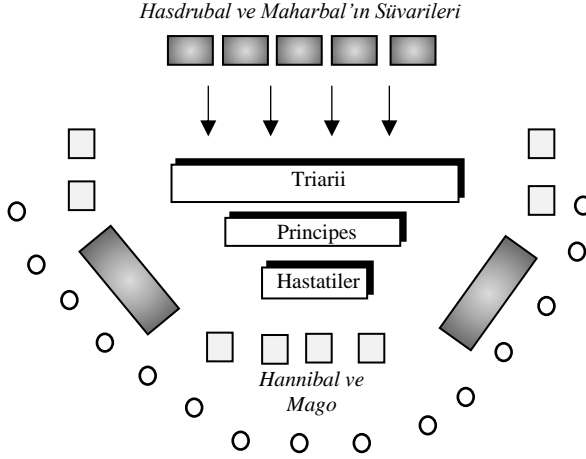 Hasdrubal ve Maharbal’ın Süvarileri
Triarii
Principes
Hastatiler
Hannibal ve
Mago